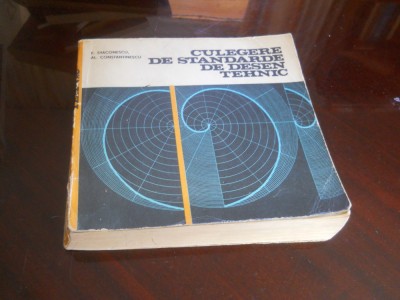 AL. CONSTANTINESCU
CULEGERE
DE STANDARDE
DE DESEN
TEHNIC